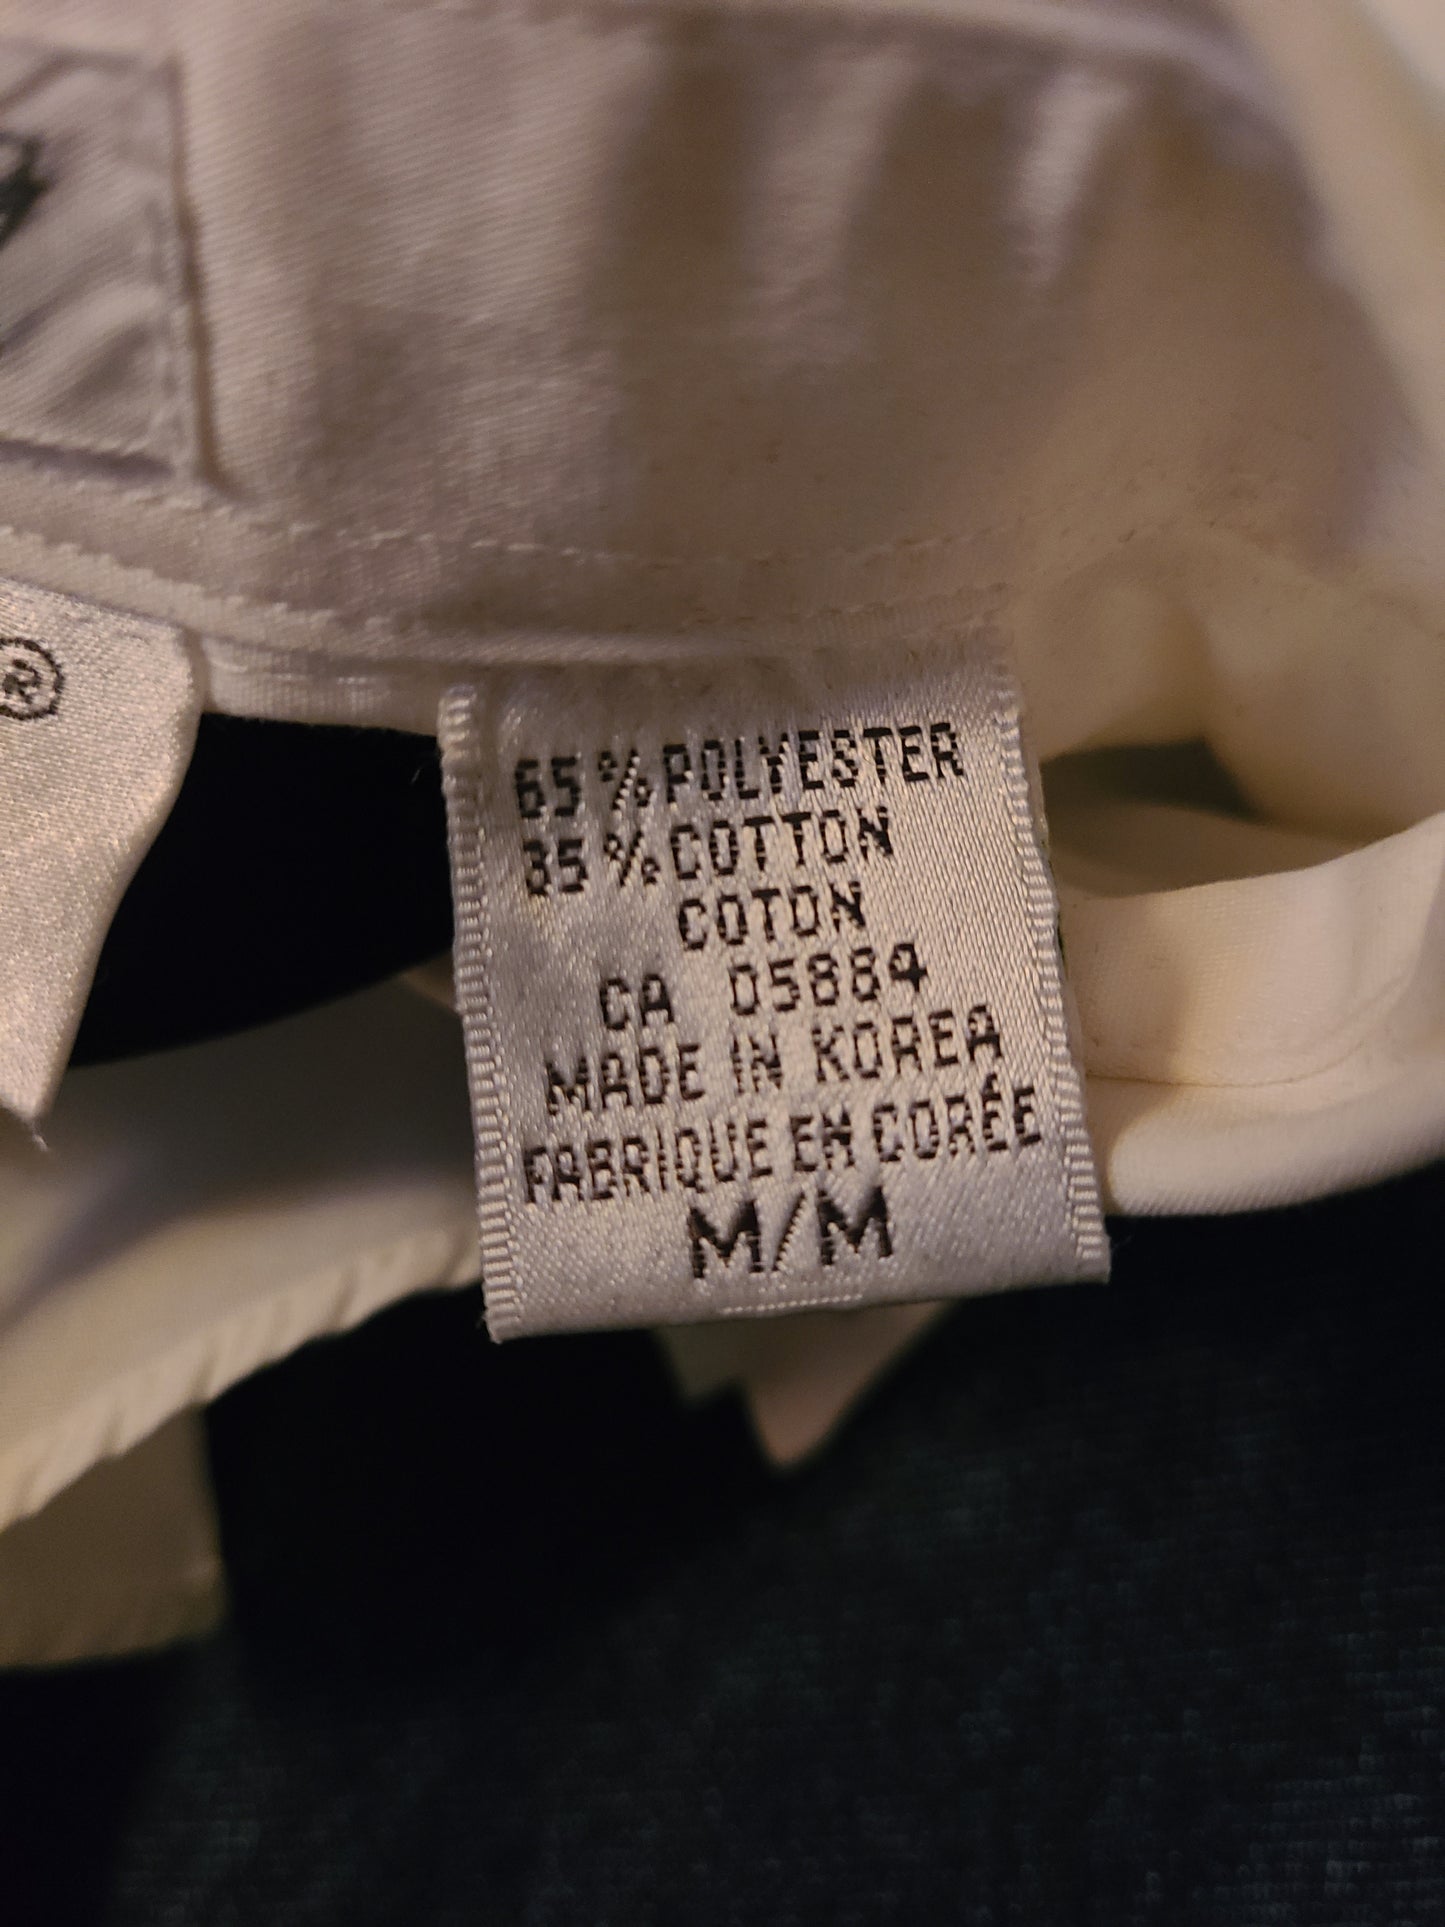 ®
65% POLYESTER
35% COTTON
COTON
CA 05884
MADE IN KOREA
FABRIQUE EN CORÉE
M/M